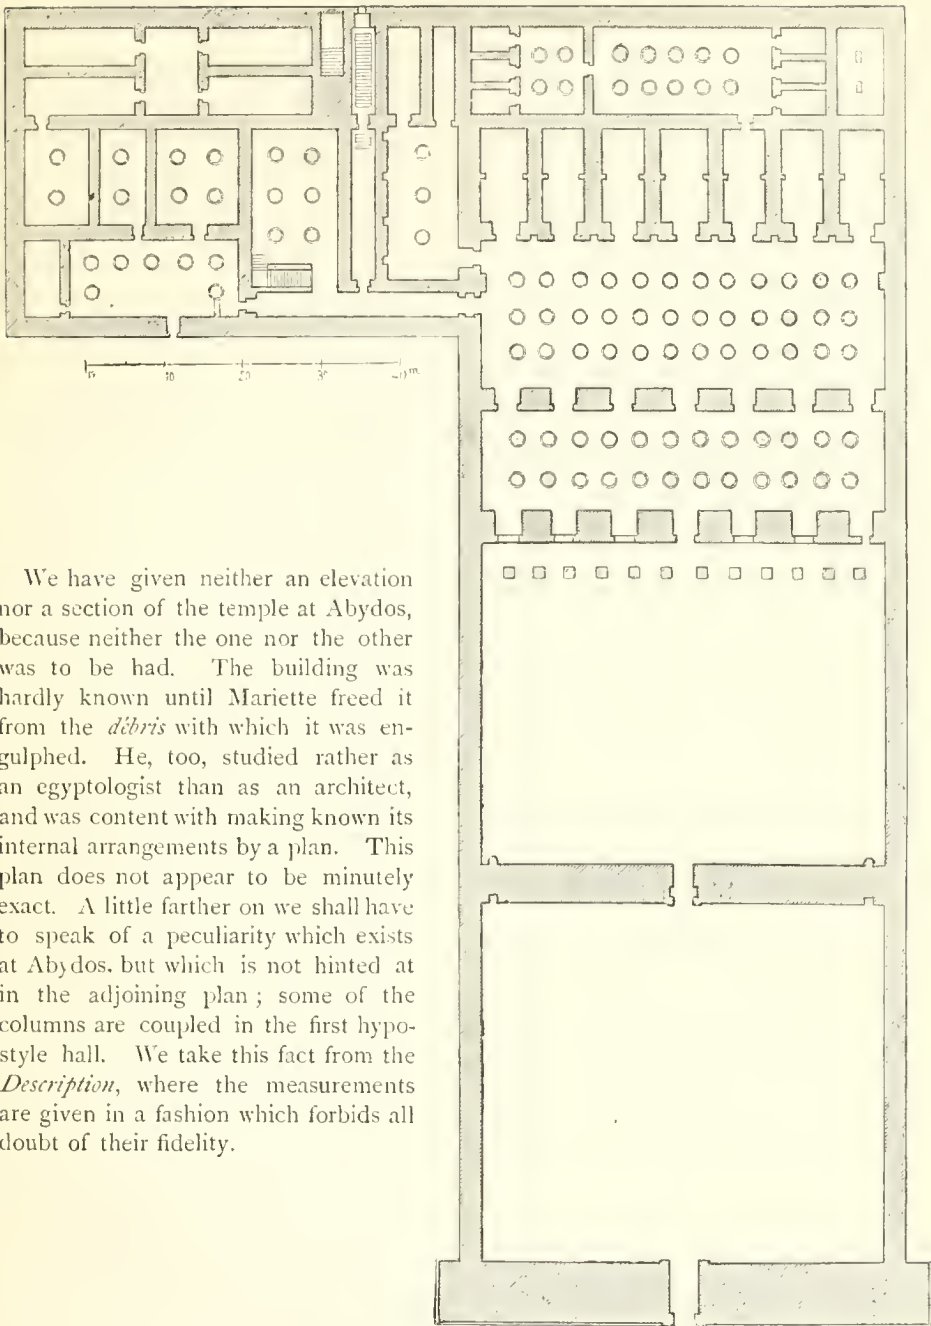 10 20 30
We have given neither an elevation
nor a section of the temple at Abydos,
because neither the one nor the other
was to be had. The building was
hardly known until Mariette freed it
from the débris with which it was en-
gulphed. He, too, studied rather as
an egyptologist than as an architect,
and was content with making known its
internal arrangements by a plan. This
plan does not appear to be minutely
exact. A little farther on we shall have
to speak of a peculiarity which exists
at Abydos, but which is not hinted at
in the adjoining plan ; some of the
columns are coupled in the first hypo-
style hall. We take this fact from the
Description, where the measurements
are given in a fashion which forbids all
doubt of their fidelity.